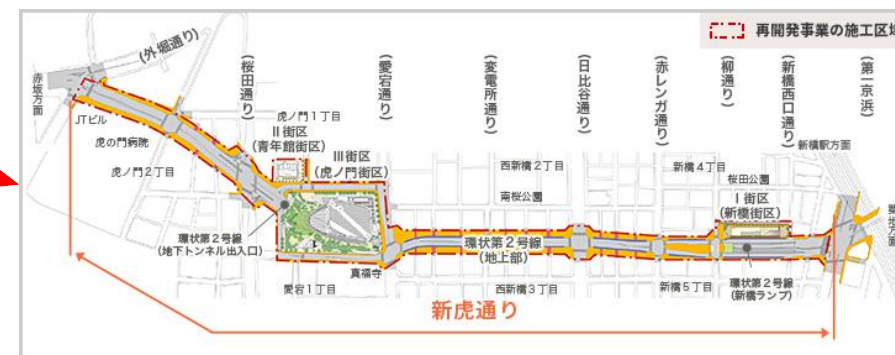 再開発事業の施工区域
(外堀通り)
(桜田通り)
(愛宕通り)
(変電所通り)
(日比谷通り)
(赤レンガ通り)
(柳通り)
(新橋西口通り)
(第一京浜)
赤坂方面
新橋駅方面
JTビル
虎の門病院
虎ノ門2丁目
虎ノ門1丁目
II街区
(青年館街区)
III街区
(虎ノ門街区)
西新橋2丁目
南桜公園
新橋4丁目
桜田公園
I街区
(新橋街区)
環状第2号線
(地下トンネル出入口)
環状第2号線
(地上部)
真福寺
愛宕1丁目
西新橋3丁目
新橋5丁目
環状第2号線
(新橋ランプ)
新虎通り